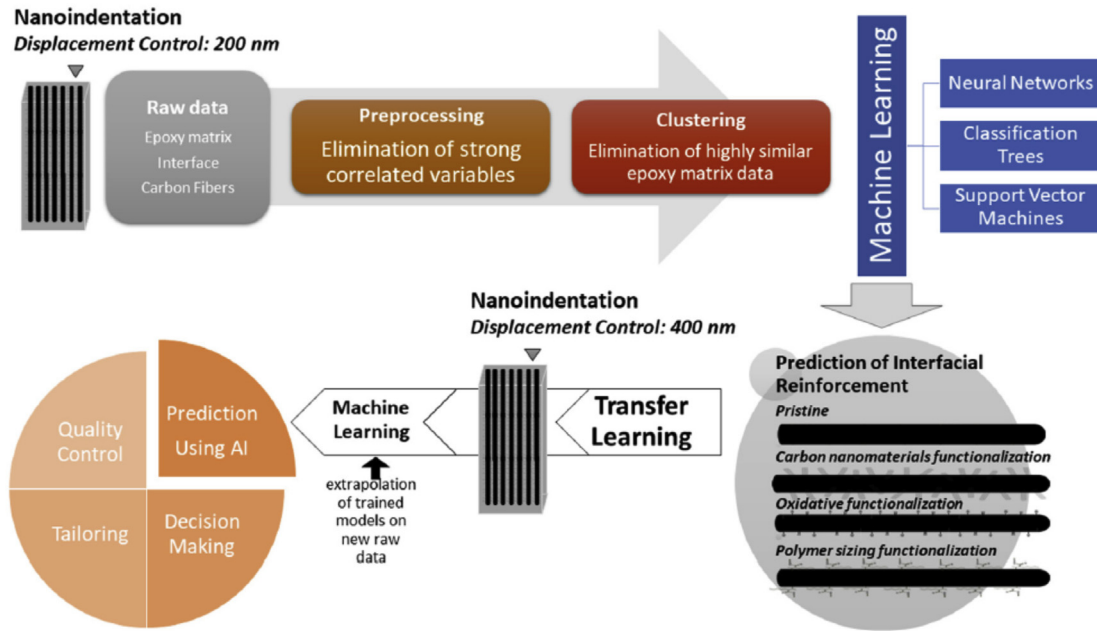 Nanoindentation
Displacement Control: 200 nm
Raw data
Epoxy matrix
Interface
Carbon Fibers
Preprocessing
Elimination of strong
correlated variables
Clustering
Elimination of highly similar
epoxy matrix data
Machine Learning
Neural Networks
Classification
Trees
Support Vector
Machines
Prediction of Interfacial
Reinforcement
Pristine
Carbon nanomaterials functionalization
Oxidative functionalization
Polymer sizing functionalization
Nanoindentation
Displacement Control: 400 nm
Transfer
Learning
Machine
Learning
extrapolation
of trained
models on
new raw
data
Prediction
Using AI
Quality
Control
Tailoring
Decision
Making